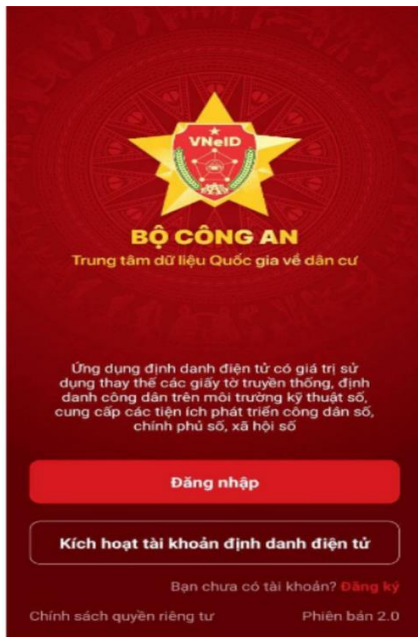 VNeID
BỘ CÔNG AN
Trung tâm dữ liệu Quốc gia về dân cư
Ứng dụng định danh điện tử có giá trị sử
dụng thay thế các giấy tờ truyền thống, định
danh công dân trên môi trường kỹ thuật số,
cung cấp các tiện ích phát triển công dân số,
chính phủ số, xã hội số
Đăng nhập
Kích hoạt tài khoản định danh điện tử
Bạn chưa có tài khoản? Đăng ký
Chính sách quyền riêng tư Phiên bản 2.0